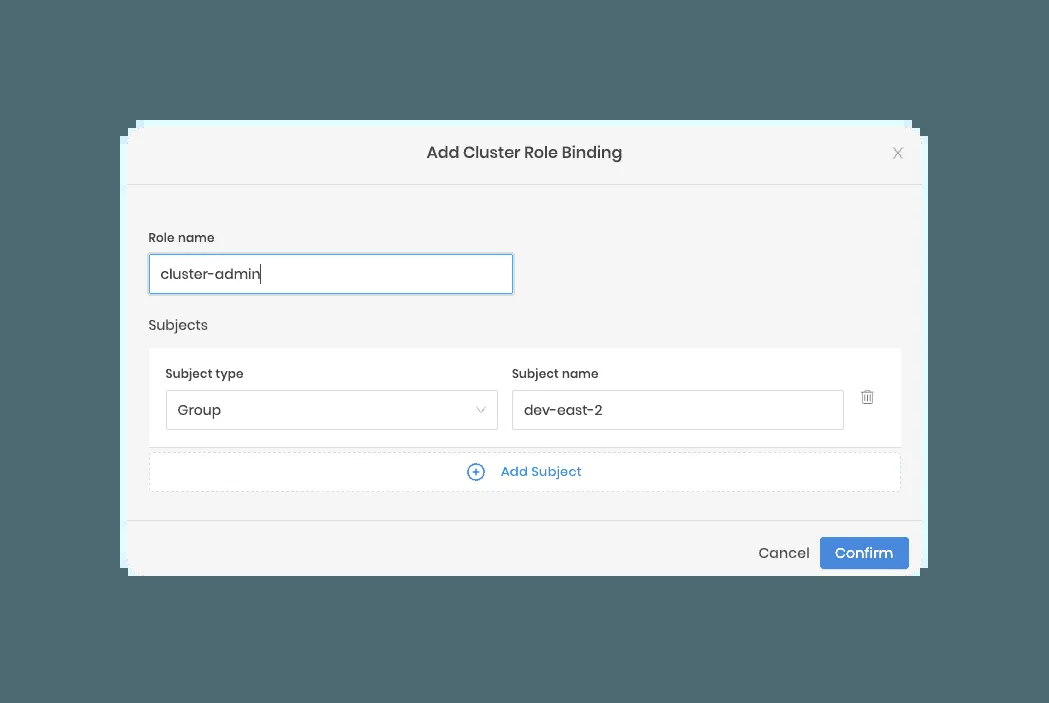 Add Cluster Role Binding
Role name
cluster-admin
Subjects
Subject type
Subject name
Group
dev-east-2
Add Subject
Cancel
Confirm